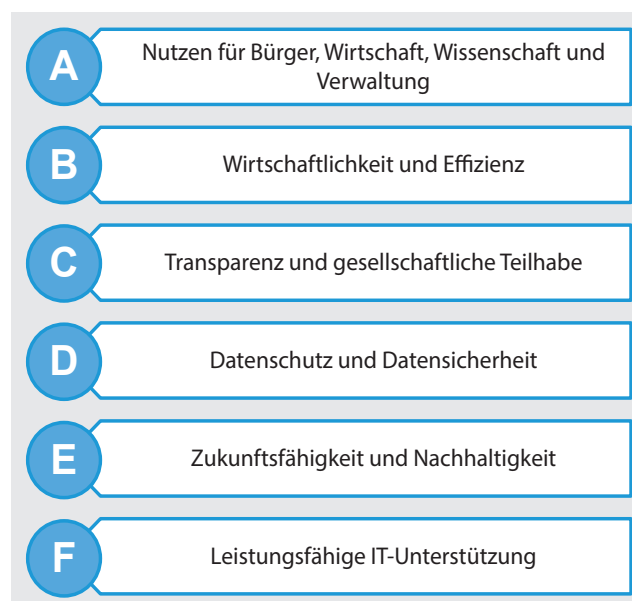 A
Nutzen für Bürger, Wirtschaft, Wissenschaft und
Verwaltung
B
Wirtschaftlichkeit und Effizienz
C
Transparenz und gesellschaftliche Teilhabe
D
Datenschutz und Datensicherheit
E
Zukunftsfähigkeit und Nachhaltigkeit
F
Leistungsfähige IT-Unterstützung